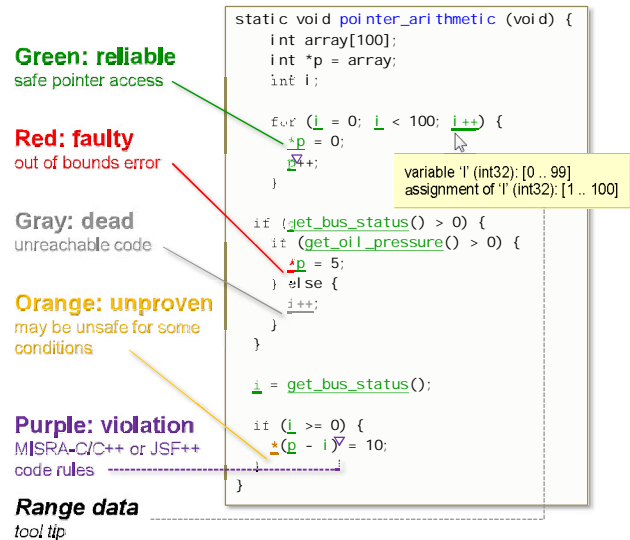 static void pointer_arithmetic (void) {
int array[100];
int *p = array;
int i;
for (i = 0; i < 100; i++) {
*p = 0;
p++;
}
if (get_bus_status() > 0) {
if (get_oil_pressure() > 0) {
*p = 5;
} else {
i++;
}
}
i = get_bus_status();
if (i >= 0) {
*(p - i) = 10;
}
}
Green: reliable
safe pointer access
Red: faulty
out of bounds error
Gray: dead
unreachable code
Orange: unproven
may be unsafe for some
conditions
Purple: violation
MISRA-C/C++ or JSF++
code rules
Range data
tool tip
variable 'I' (int32): [0 .. 99]
assignment of 'I' (int32): [1 .. 100]